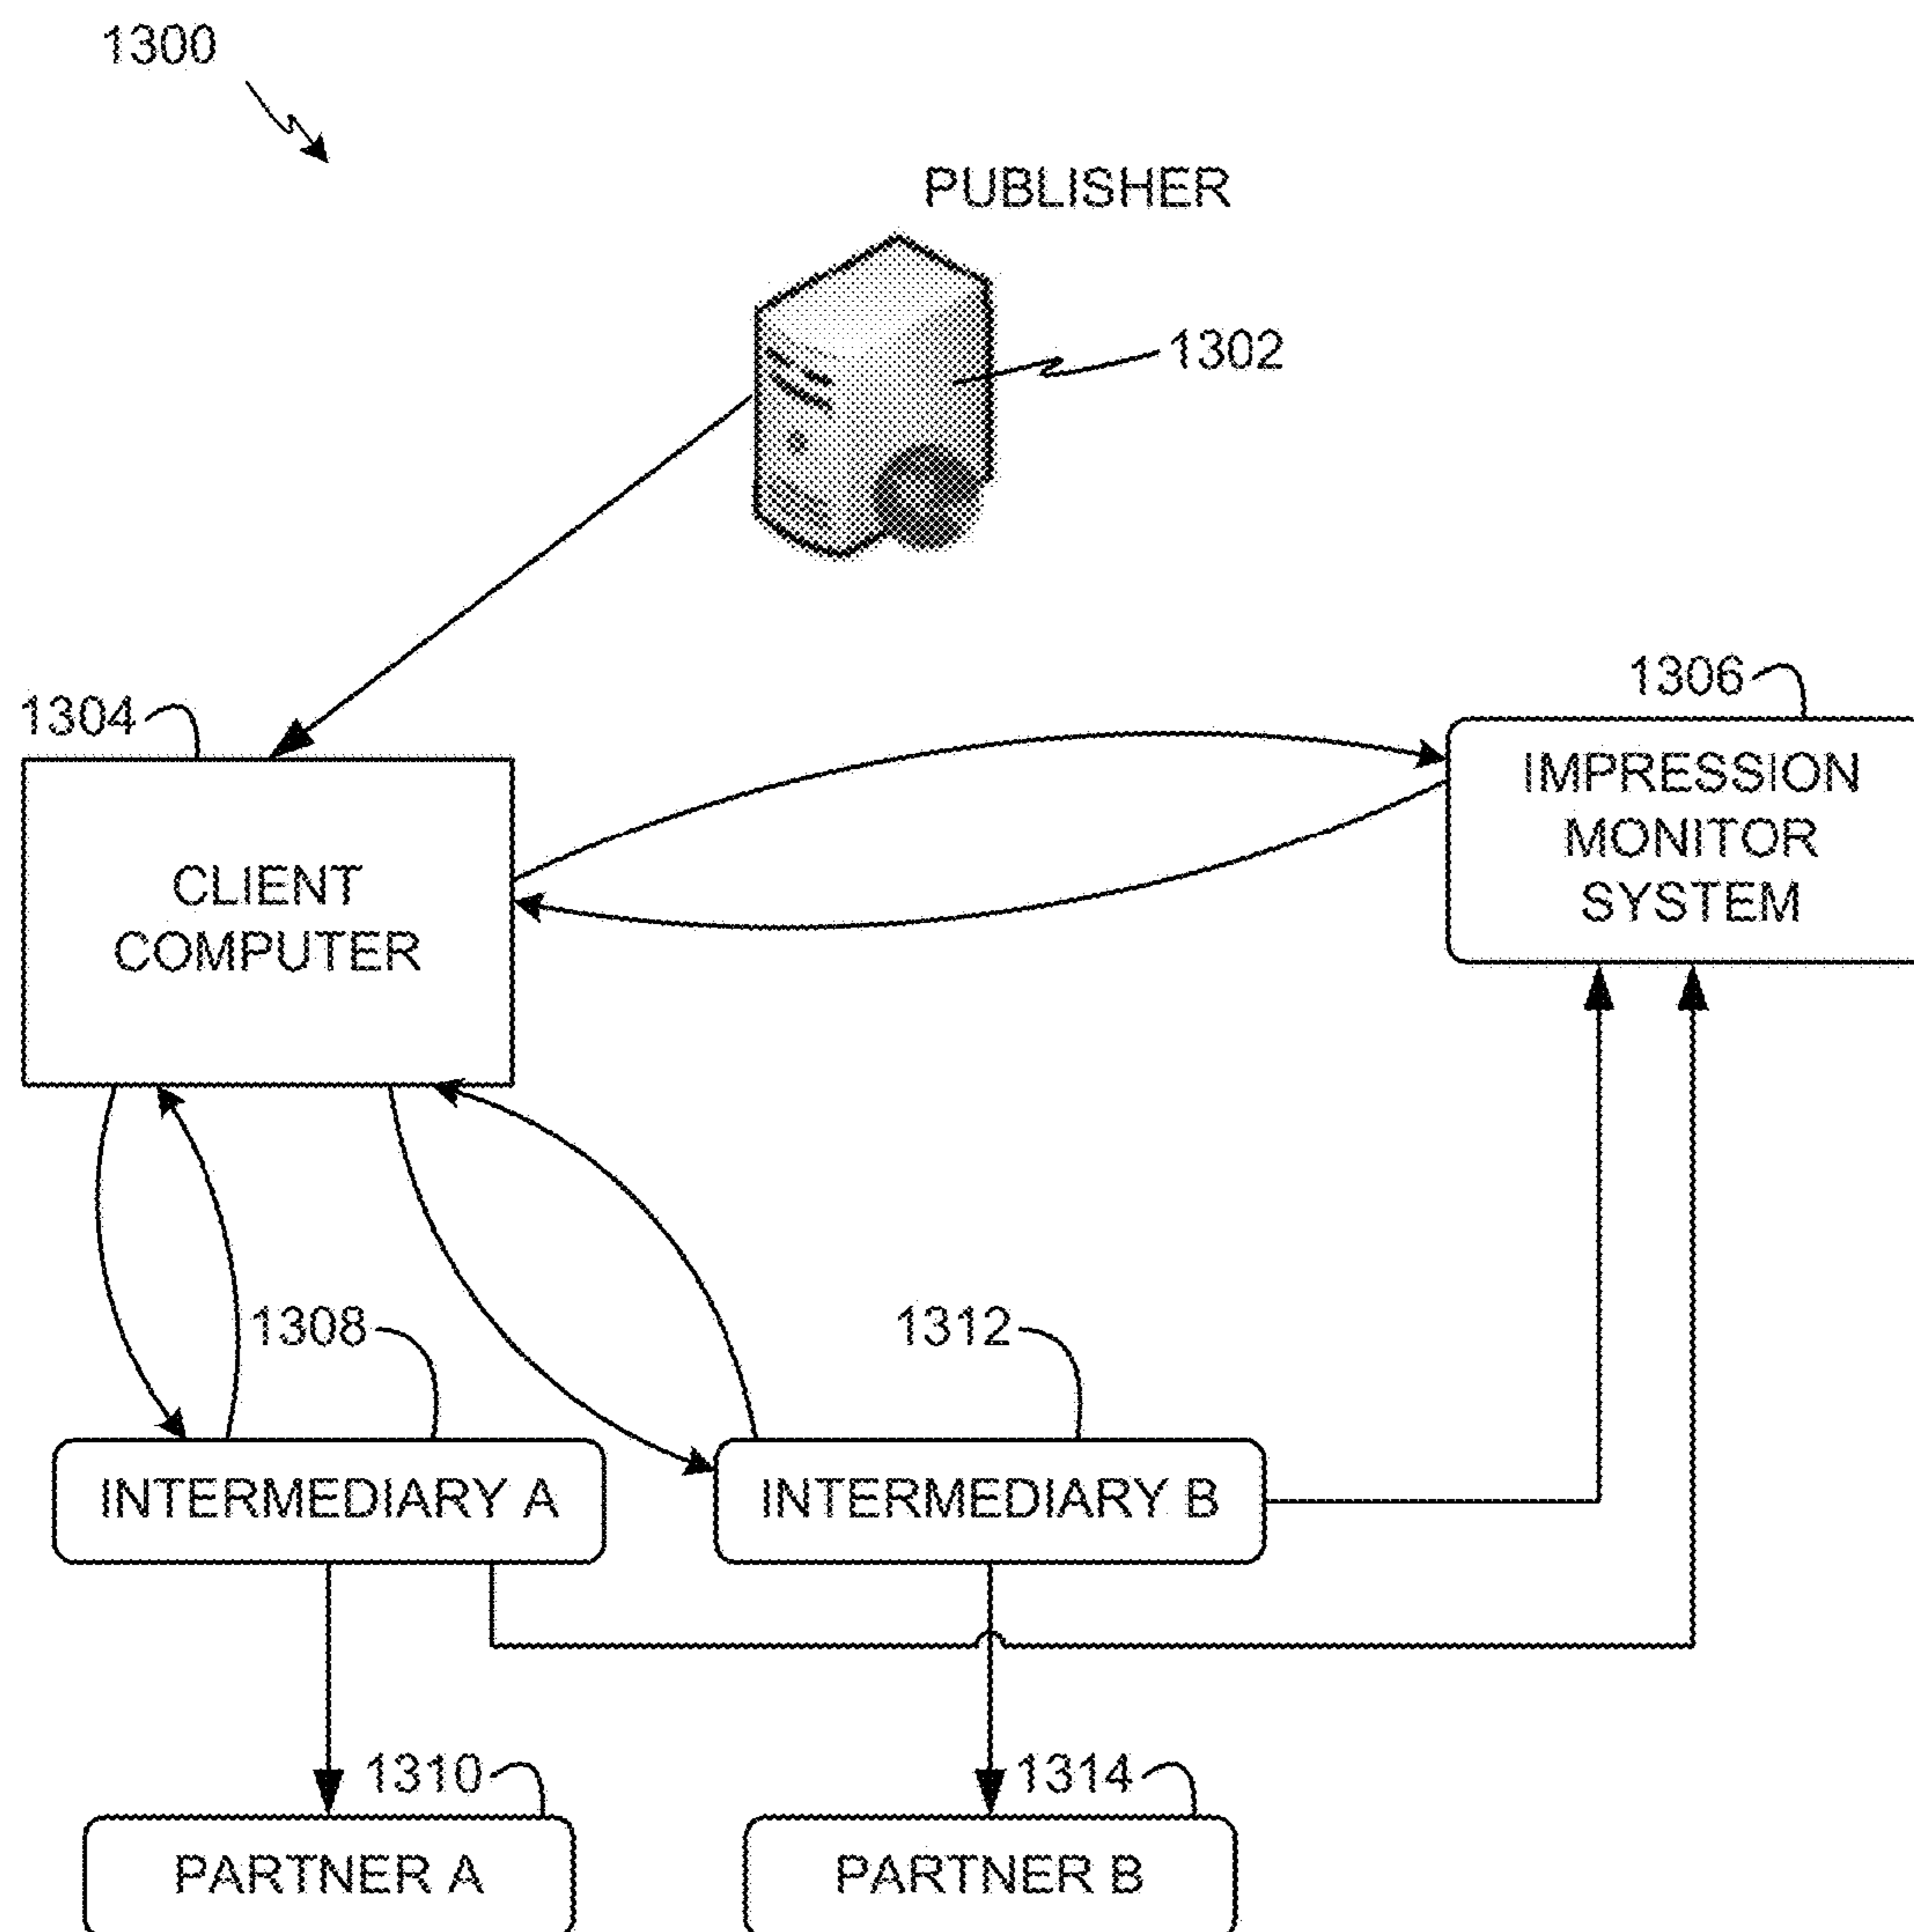 1300
PUBLISHER
1302
1304
1306
CLIENT
COMPUTER
IMPRESSION
MONITOR
SYSTEM
1308
1312
INTERMEDIARY A
INTERMEDIARY B
1310
1314
PARTNER A
PARTNER B